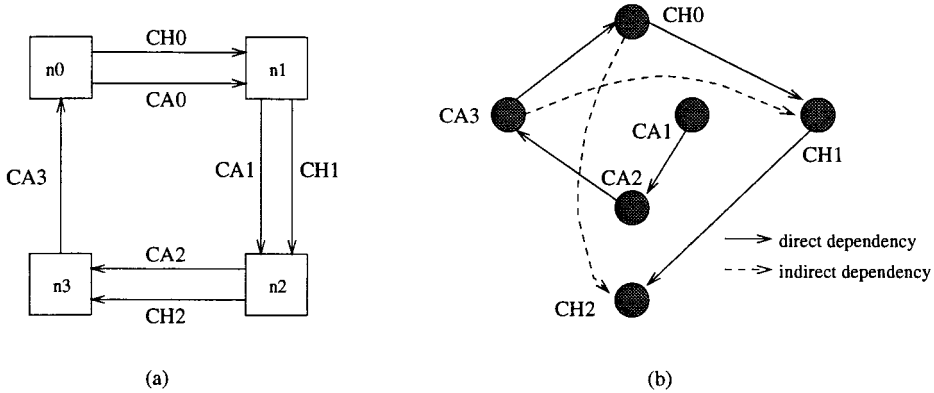 CH0
n0
n1
CA0
CA3
CA1
CH1
CA2
n3
n2
CH2
(a)
CH0
CA3
CA1
CH1
CA2
direct dependency
indirect dependency
CH2
(b)